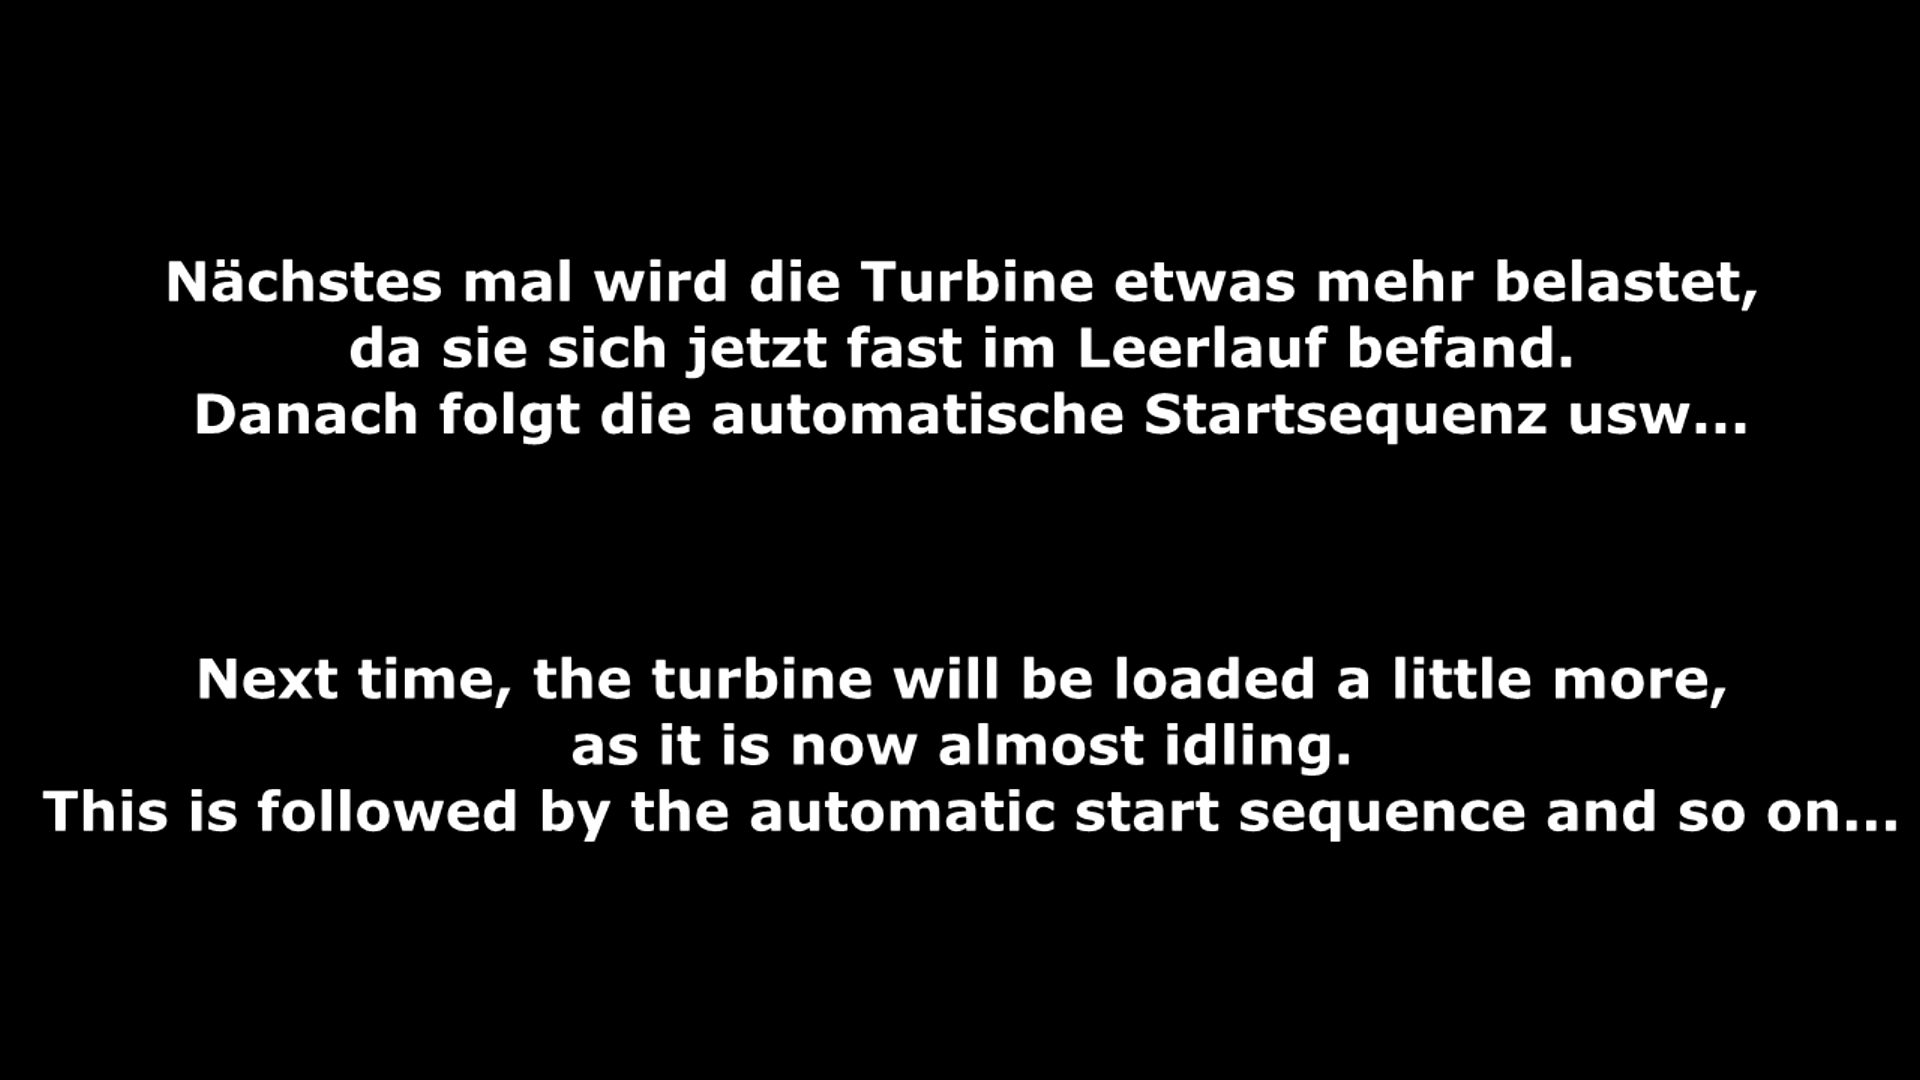 Nächstes mal wird die Turbine etwas mehr belastet,
da sie sich jetzt fast im Leerlauf befand.
Danach folgt die automatische Startsequenz usw...
Next time, the turbine will be loaded a little more,
as it is now almost idling.
This is followed by the automatic start sequence and so on...